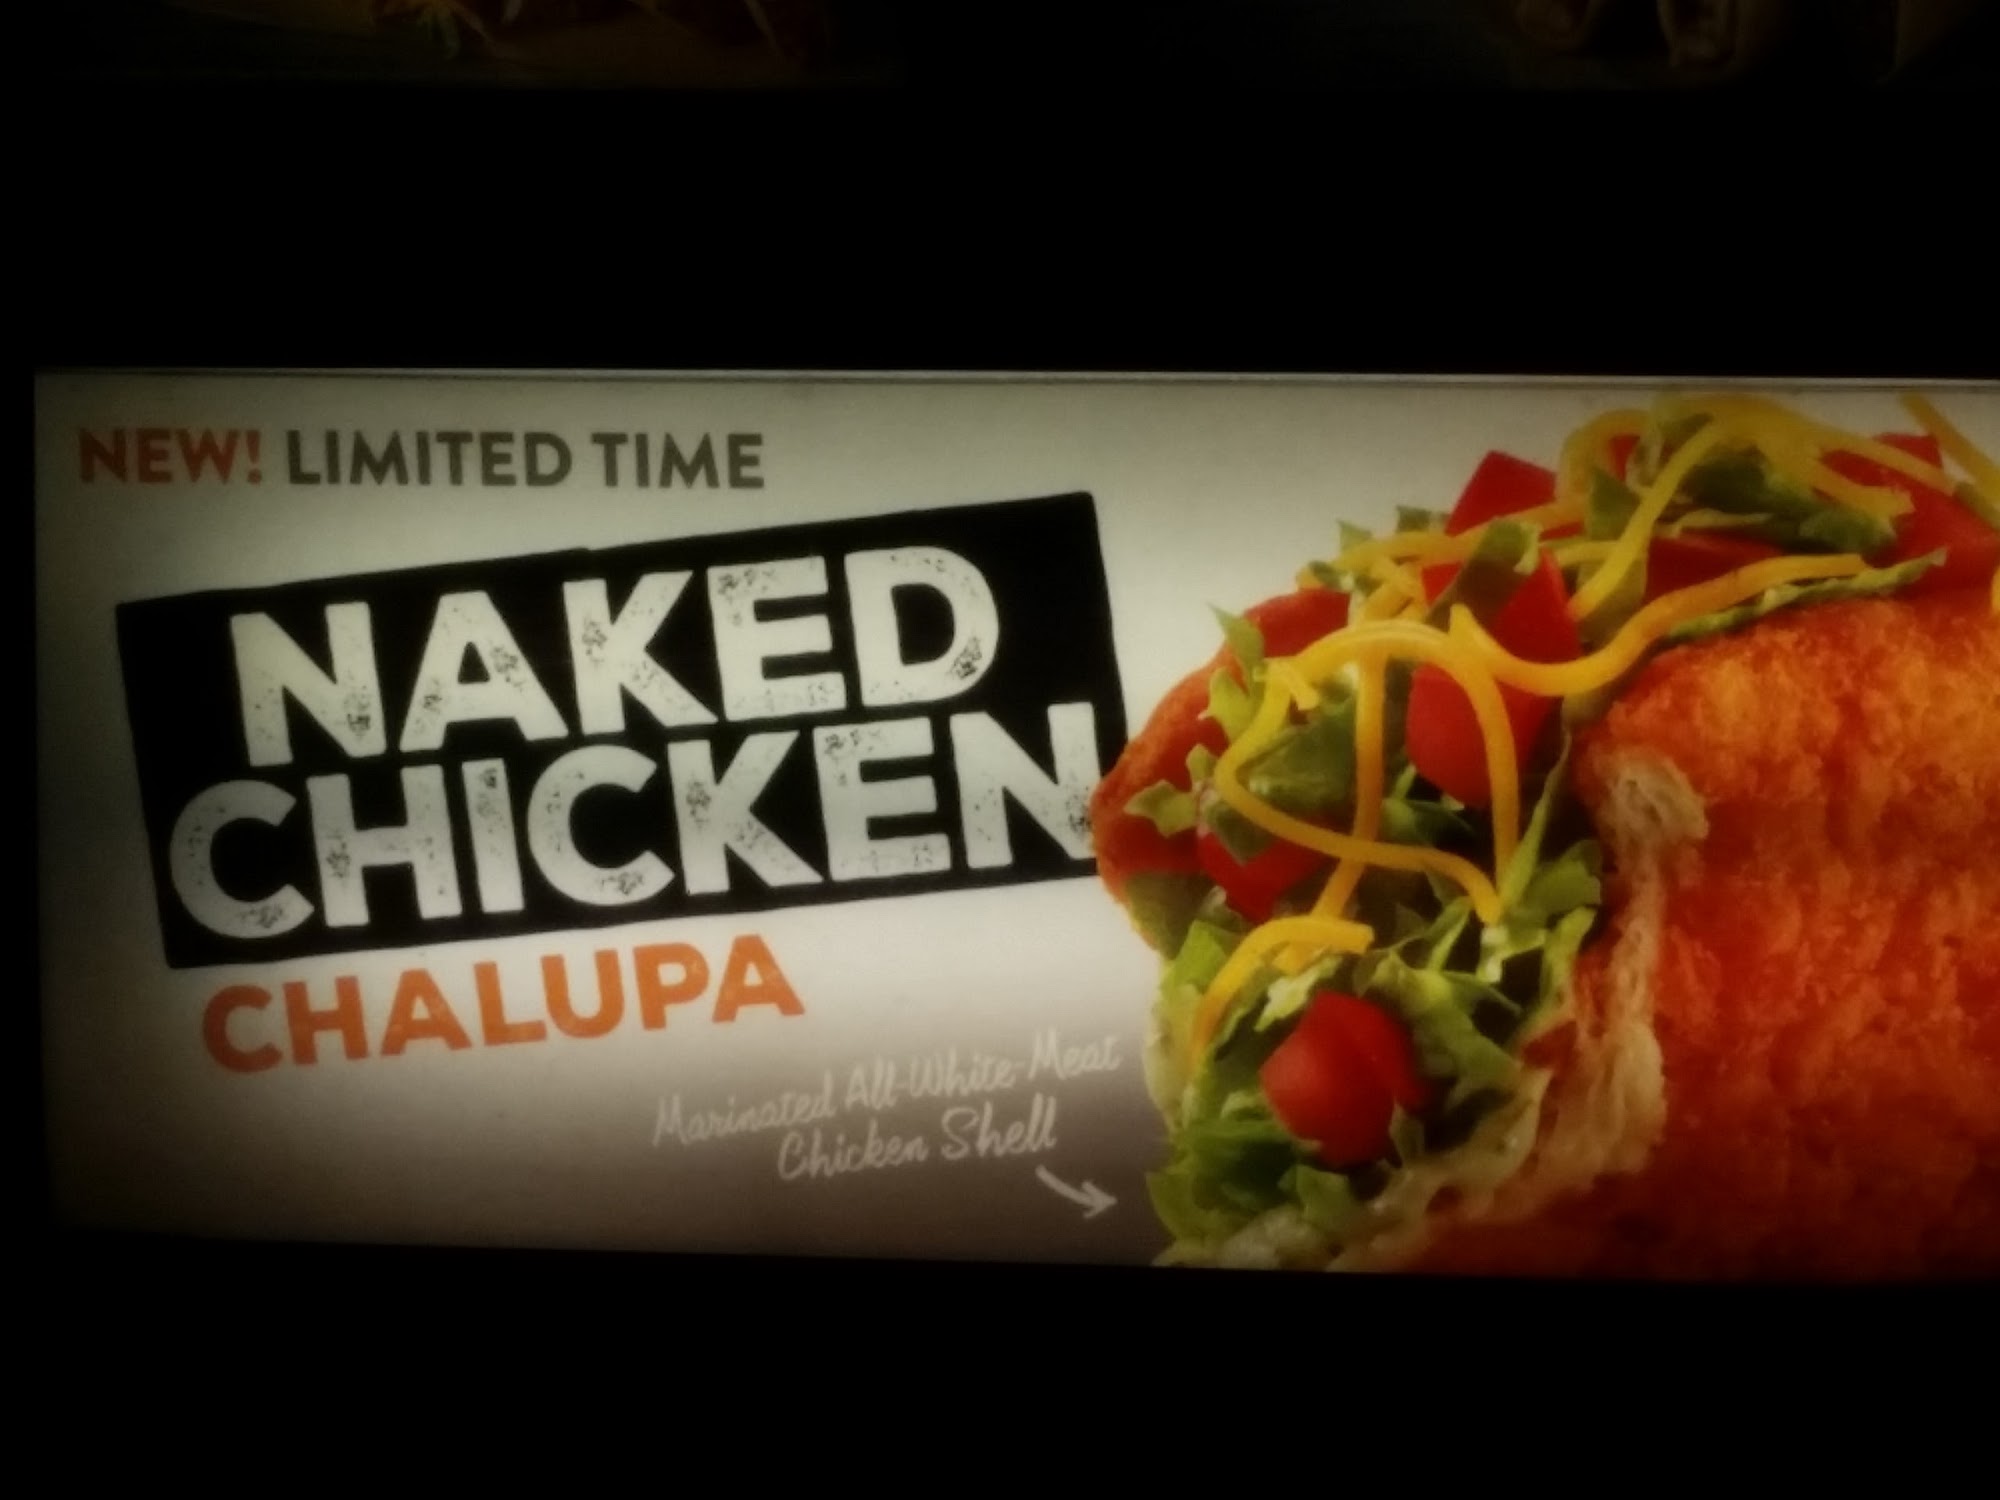 NEW! LIMITED TIME
NAKED
CHICKEN
CHALUPA
Marinated All-White-Meat
Chicken Shell